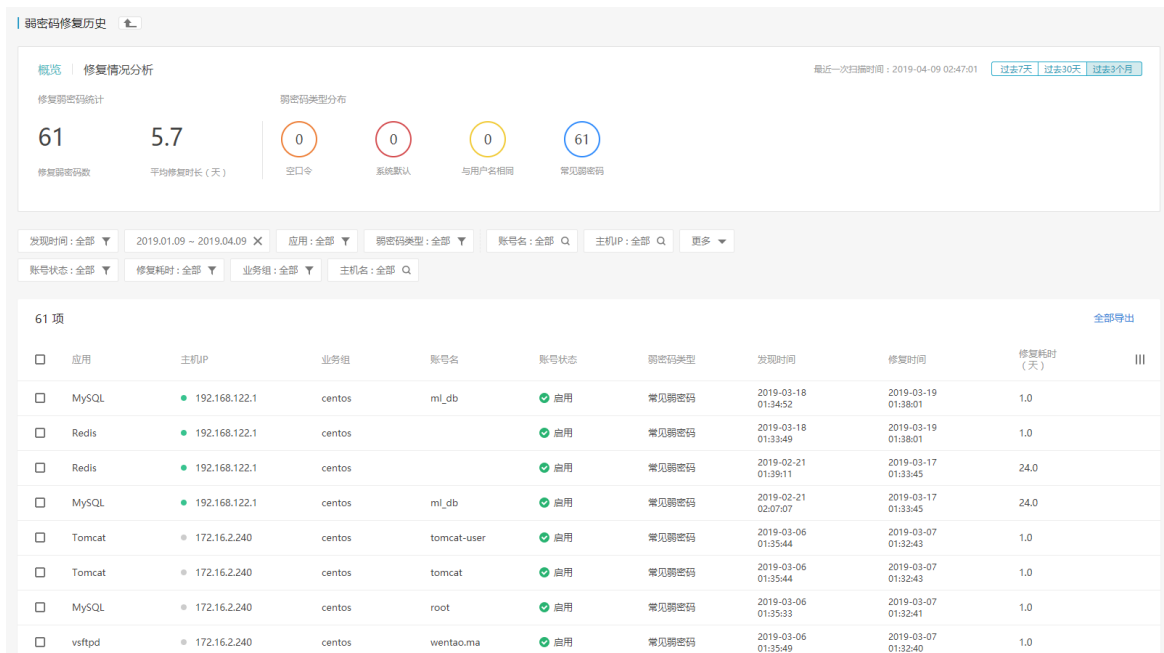 弱密码修复历史
概览 修复情况分析 最近一次扫描时间：2019-04-09 02:47:01 过去7天 过去30天 过去3个月
修复弱密码统计 弱密码类型分布
61 5.7 0 0 0 61
修复弱密码数 平均修复时长（天） 空口令 系统默认 与用户名相同 常见弱密码
发现时间 : 全部 2019.01.09 ~ 2019.04.09 应用 : 全部 弱密码类型 : 全部 账号名 : 全部 主机IP : 全部 更多
账号状态 : 全部 修复耗时 : 全部 业务组 : 全部 主机名 : 全部
61 项 全部导出
应用 主机IP 业务组 账号名 账号状态 弱密码类型 发现时间 修复时间 修复耗时
（天）
MySQL 192.168.122.1 centos ml_db 启用 常见弱密码 2019-03-18 2019-03-19 1.0
01:34:52 01:38:01
Redis 192.168.122.1 centos 启用 常见弱密码 2019-03-18 2019-03-19 1.0
01:33:49 01:38:01
Redis 192.168.122.1 centos 启用 常见弱密码 2019-02-21 2019-03-17 24.0
01:39:11 01:33:45
MySQL 192.168.122.1 centos ml_db 启用 常见弱密码 2019-02-21 2019-03-17 24.0
02:07:07 01:33:45
Tomcat 172.16.2.240 centos tomcat-user 启用 常见弱密码 2019-03-06 2019-03-07 1.0
01:35:44 01:32:43
Tomcat 172.16.2.240 centos tomcat 启用 常见弱密码 2019-03-06 2019-03-07 1.0
01:35:44 01:32:43
MySQL 172.16.2.240 centos root 启用 常见弱密码 2019-03-06 2019-03-07 1.0
01:35:33 01:32:41
vsftpd 172.16.2.240 centos wentao.ma 启用 常见弱密码 2019-03-06 2019-03-07 1.0
01:35:49 01:32:40